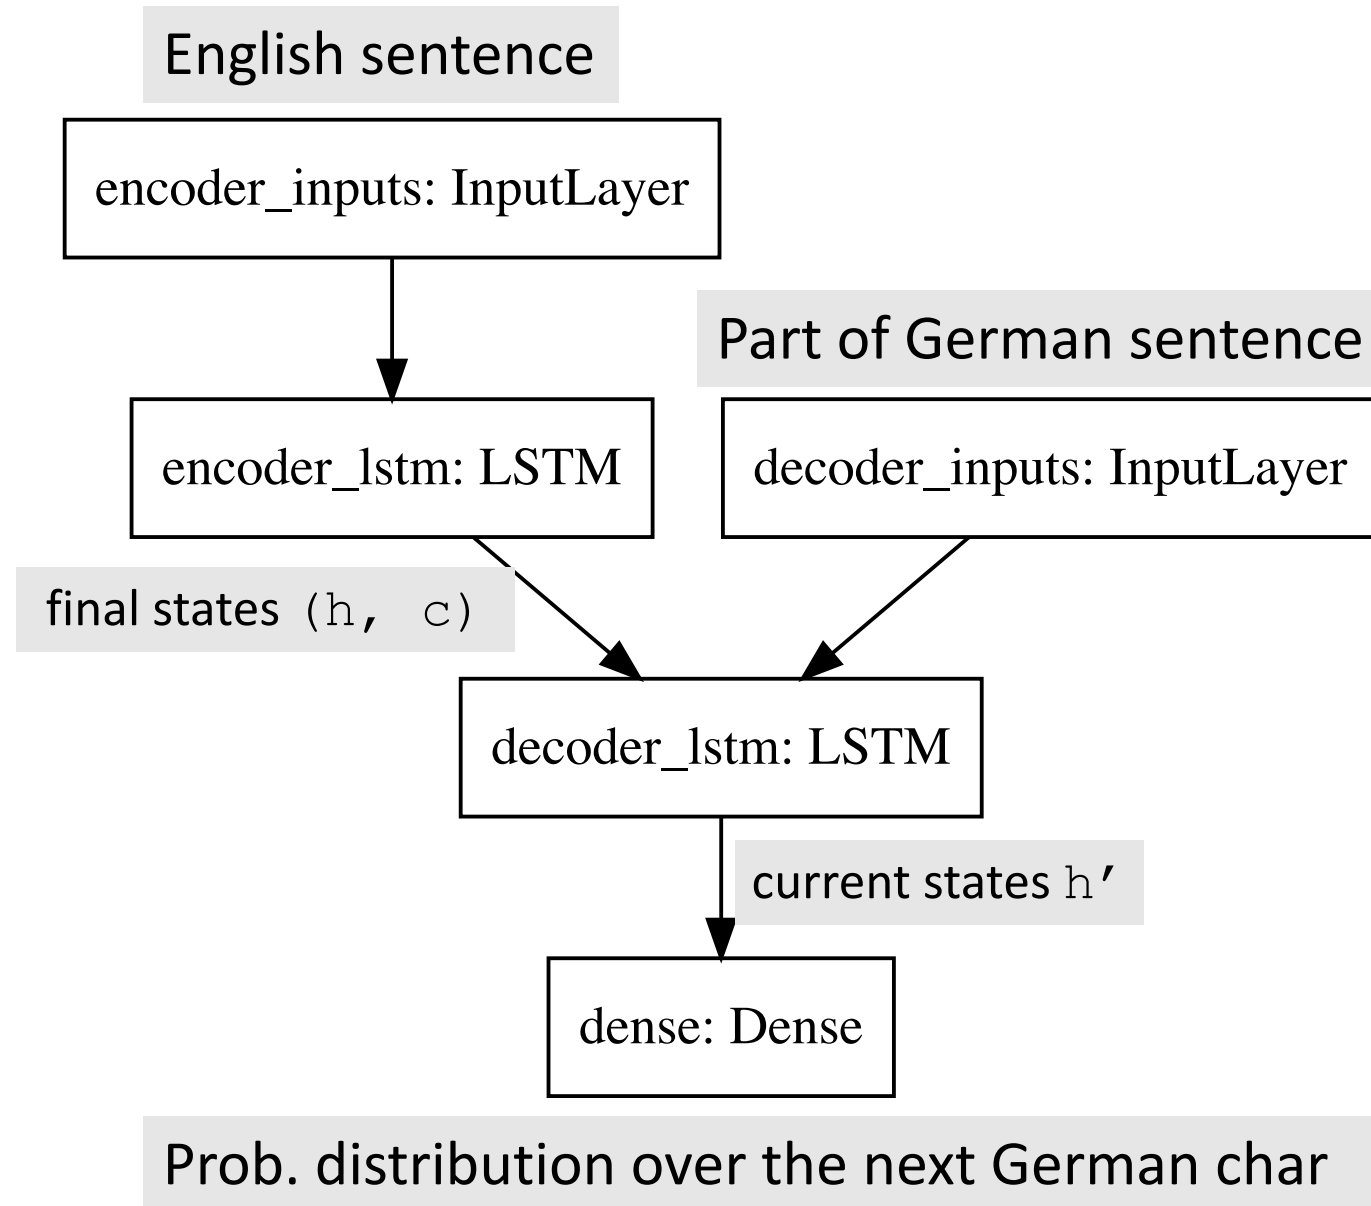 English sentence
encoder_inputs: InputLayer
Part of German sentence
encoder_lstm: LSTM
decoder_inputs: InputLayer
final states (h, c)
decoder_lstm: LSTM
current states h’
dense: Dense
Prob. distribution over the next German char